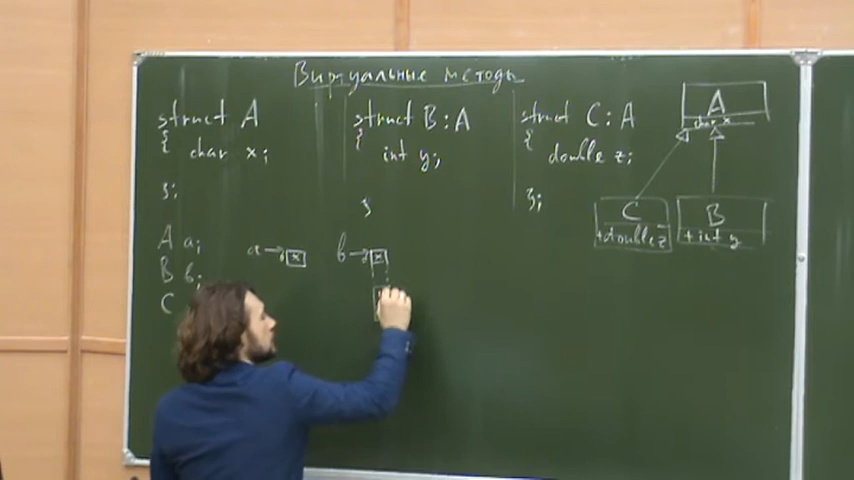 Виртуальные методы
struct A
{ char x;
};
struct B : A
{
int y;
}
struct C : A
{
double z;
};
A
char x
C
+double z
B
+int y
A a;
B b;
C
a → x
b → x